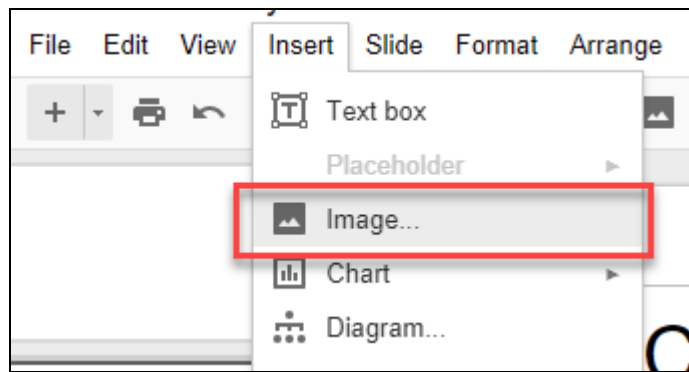 File Edit View Insert Slide Format Arrange
Text box
Placeholder
Image...
Chart
Diagram...